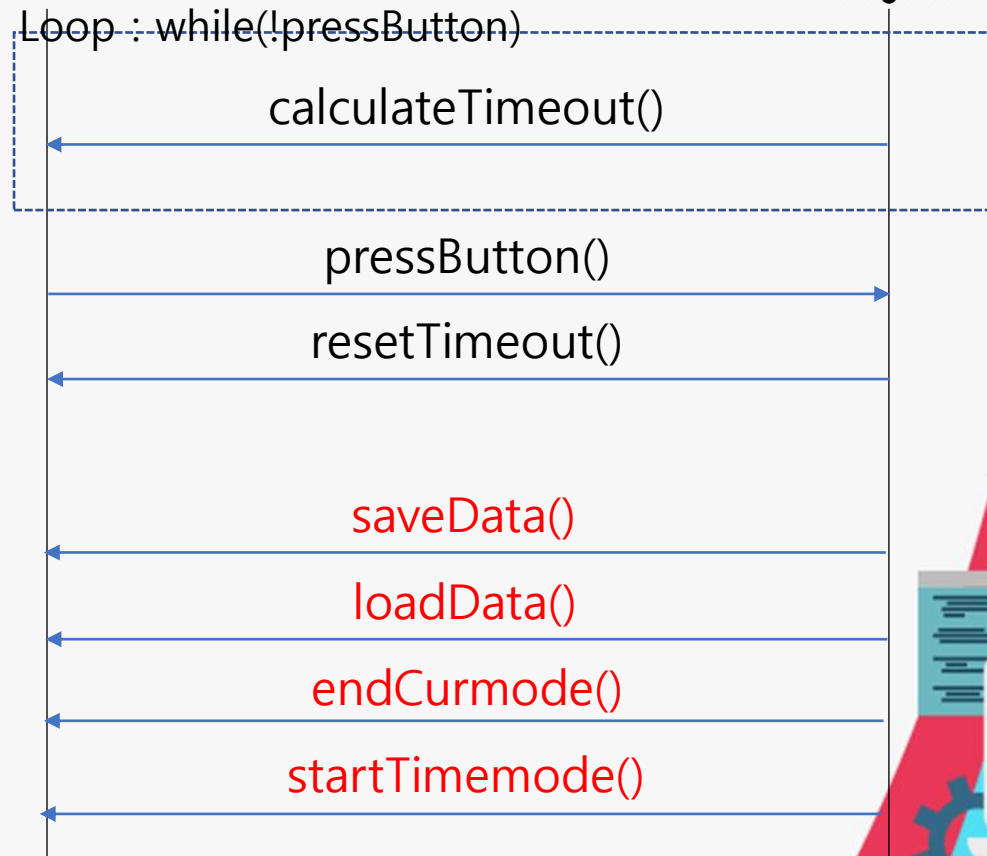 Loop : while(!pressButton)
calculateTimeout()
pressButton()
resetTimeout()
saveData()
loadData()
endCurmode()
startTimemode()